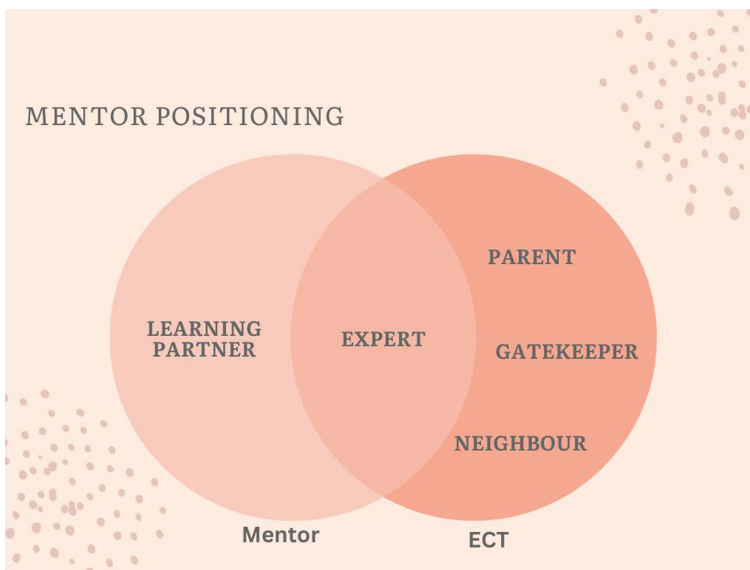 MENTOR POSITIONING
PARENT
LEARNING
PARTNER
EXPERT
GATEKEEPER
NEIGHBOUR
Mentor
ECT